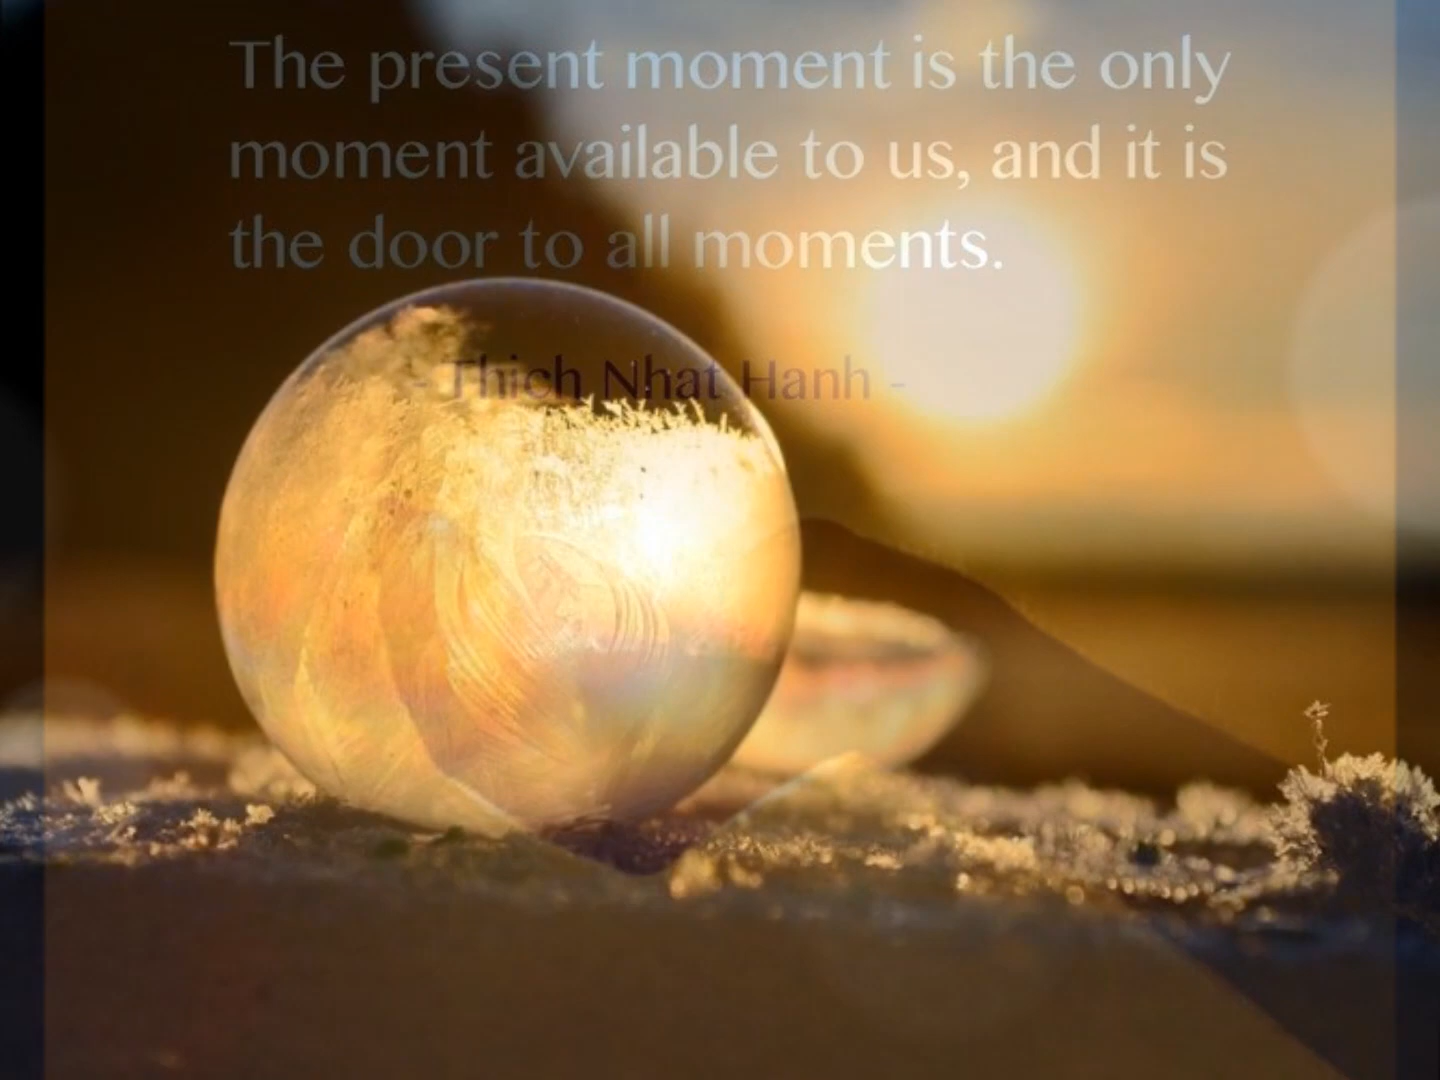 The present moment is the only
moment available to us, and it is
the door to all moments.
- Thich Nhat Hanh -